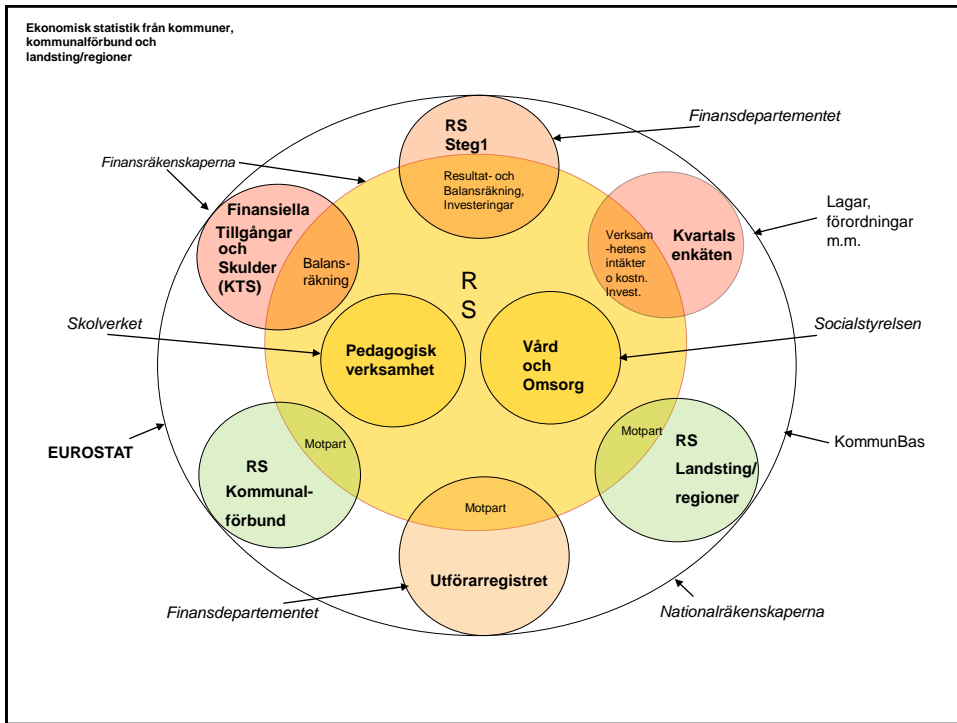 Ekonomisk statistik från kommuner,
kommunalförbund och
landsting/regioner
RS
Steg1
Resultat- och
Balansräkning,
Investeringar
Finansdepartementet
Finansräkenskaperna
Finansiella
Tillgångar
och
Skulder
(KTS)
Balans-
räkning
Verksam
-hetens
intäkter
o kostn.
Invest.
Kvartals
enkäten
Lagar,
förordningar
m.m.
R
S
Skolverket
Pedagogisk
verksamhet
Vård
och
Omsorg
Socialstyrelsen
EUROSTAT
Motpart
RS
Kommunal-
förbund
Motpart
RS
Landsting/
regioner
KommunBas
Motpart
Utförarregistret
Finansdepartementet
Nationalräkenskaperna